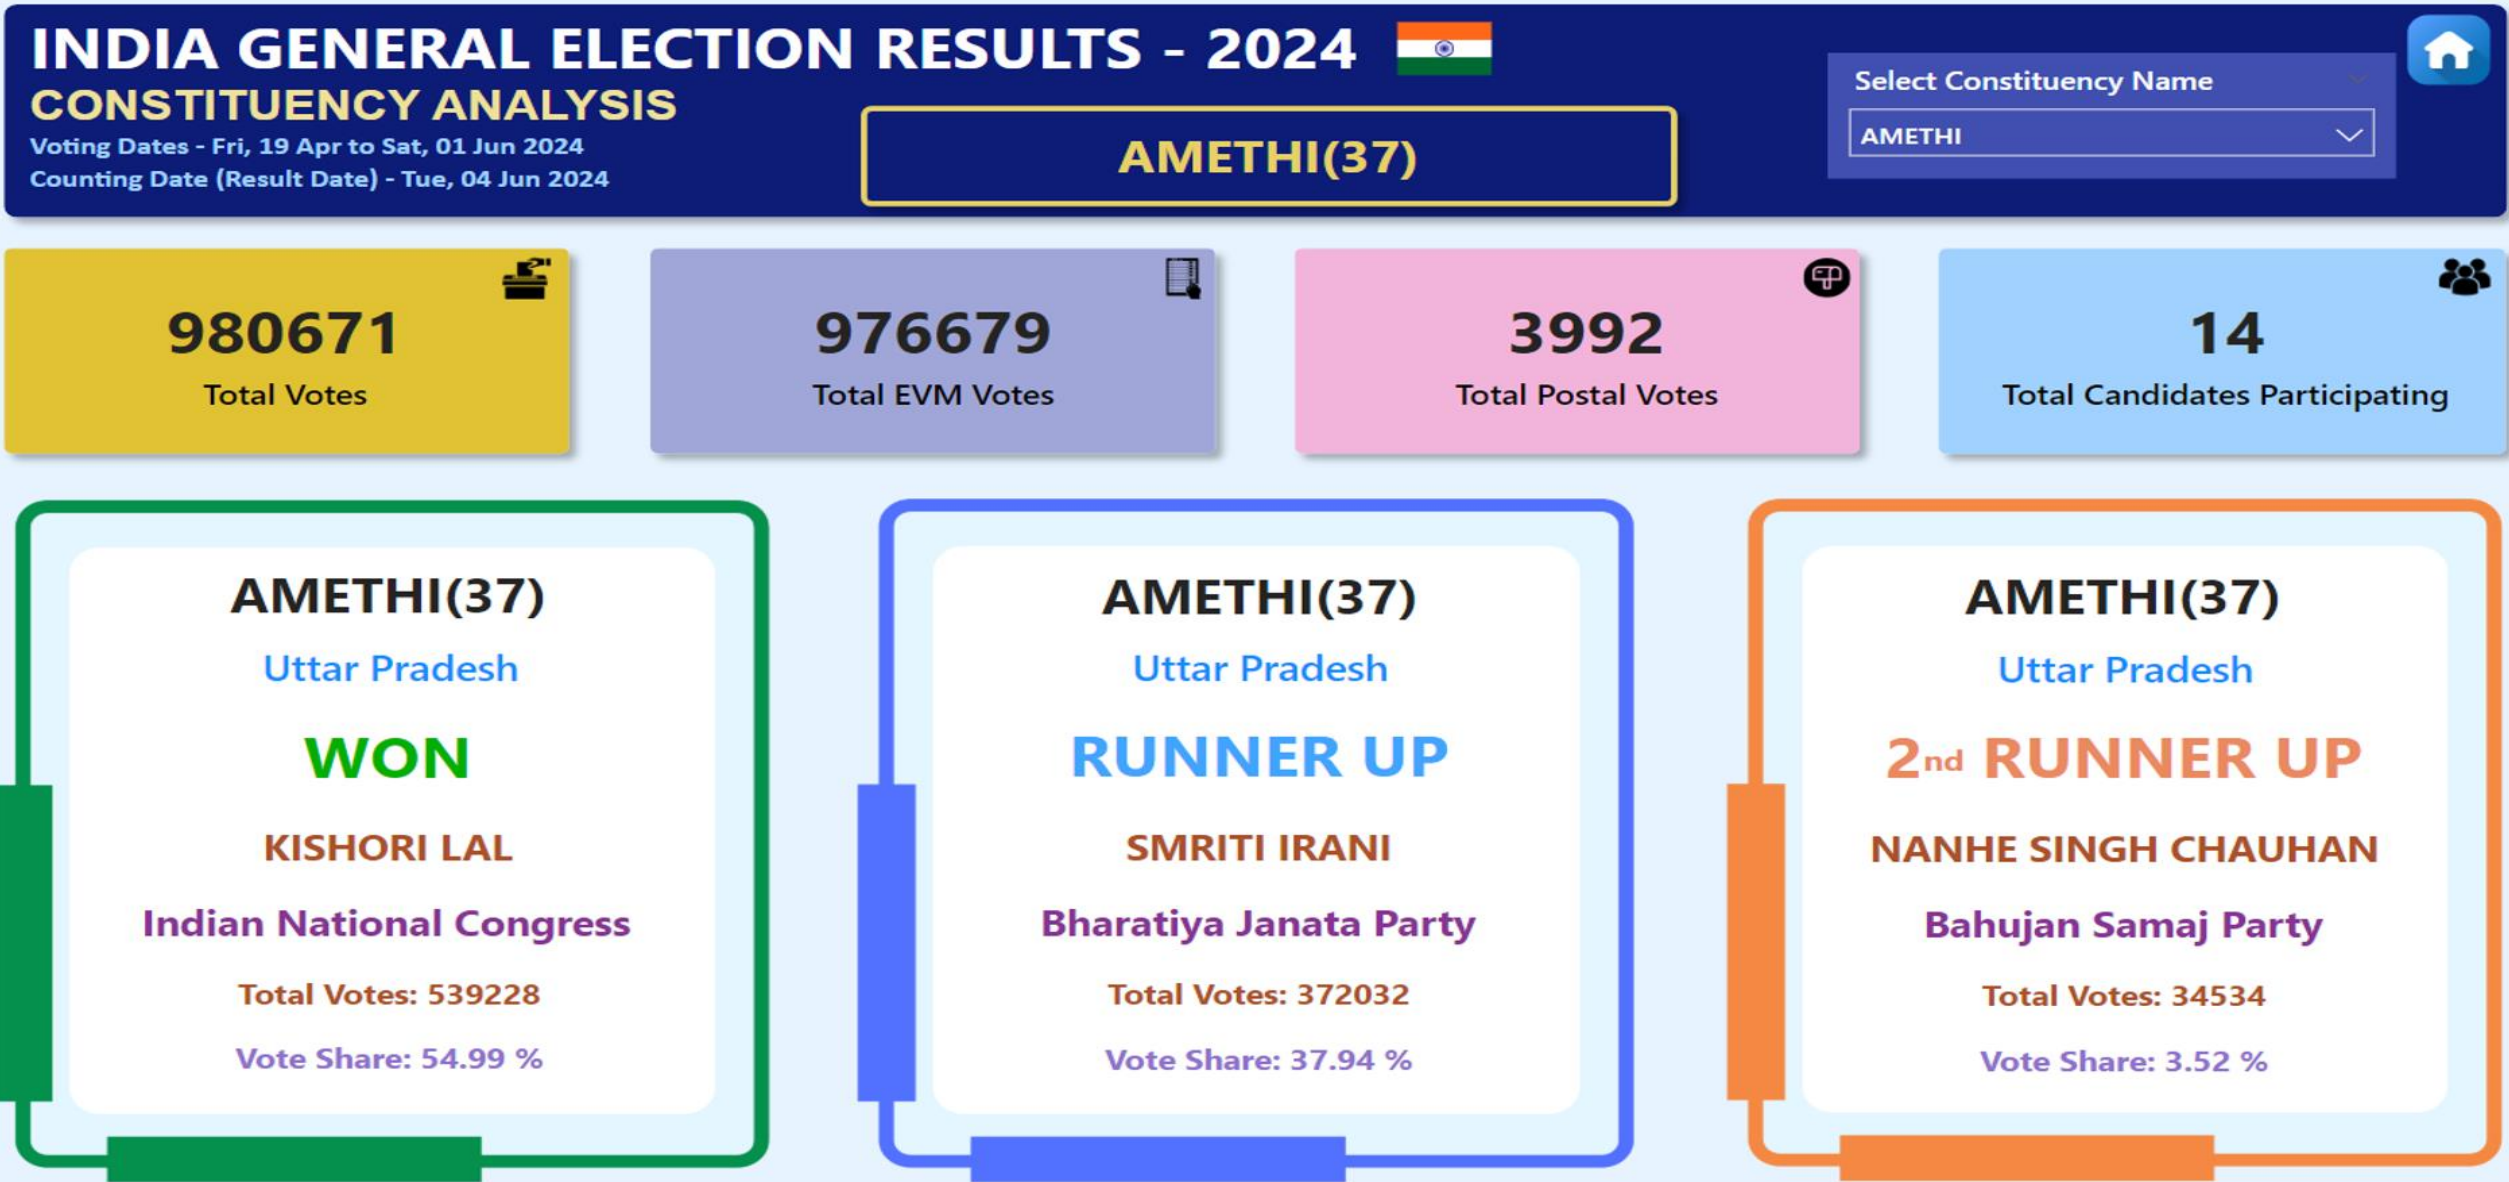 INDIA GENERAL ELECTION RESULTS - 2024
CONSTITUENCY ANALYSIS
Voting Dates - Fri, 19 Apr to Sat, 01 Jun 2024
Counting Date (Result Date) - Tue, 04 Jun 2024
AMETHI(37)
Select Constituency Name
AMETHI
980671
Total Votes
976679
Total EVM Votes
3992
Total Postal Votes
14
Total Candidates Participating
AMETHI(37)
Uttar Pradesh
WON
KISHORI LAL
Indian National Congress
Total Votes: 539228
Vote Share: 54.99 %
AMETHI(37)
Uttar Pradesh
RUNNER UP
SMRITI IRANI
Bharatiya Janata Party
Total Votes: 372032
Vote Share: 37.94 %
AMETHI(37)
Uttar Pradesh
2nd RUNNER UP
NANHE SINGH CHAUHAN
Bahujan Samaj Party
Total Votes: 34534
Vote Share: 3.52 %